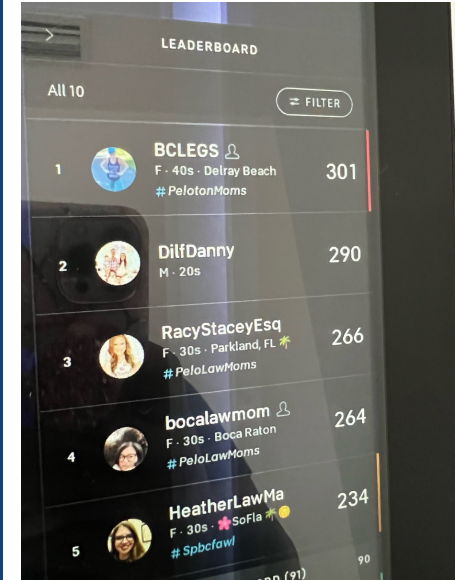 LEADERBOARD
All 10
FILTER
1
BCLEGS
F · 40s · Delray Beach
#PelotonMoms
301
2
DilfDanny
M · 20s
290
3
RacyStaceyEsq
F · 30s · Parkland, FL 🌴
#PeloLawMoms
266
4
bocalawmom
F · 30s · Boca Raton
#PeloLawMoms
264
5
HeatherLawMa
F · 30s · 🌺SoFla 🌴🍊
#Spbcfawl
234
(91)
90